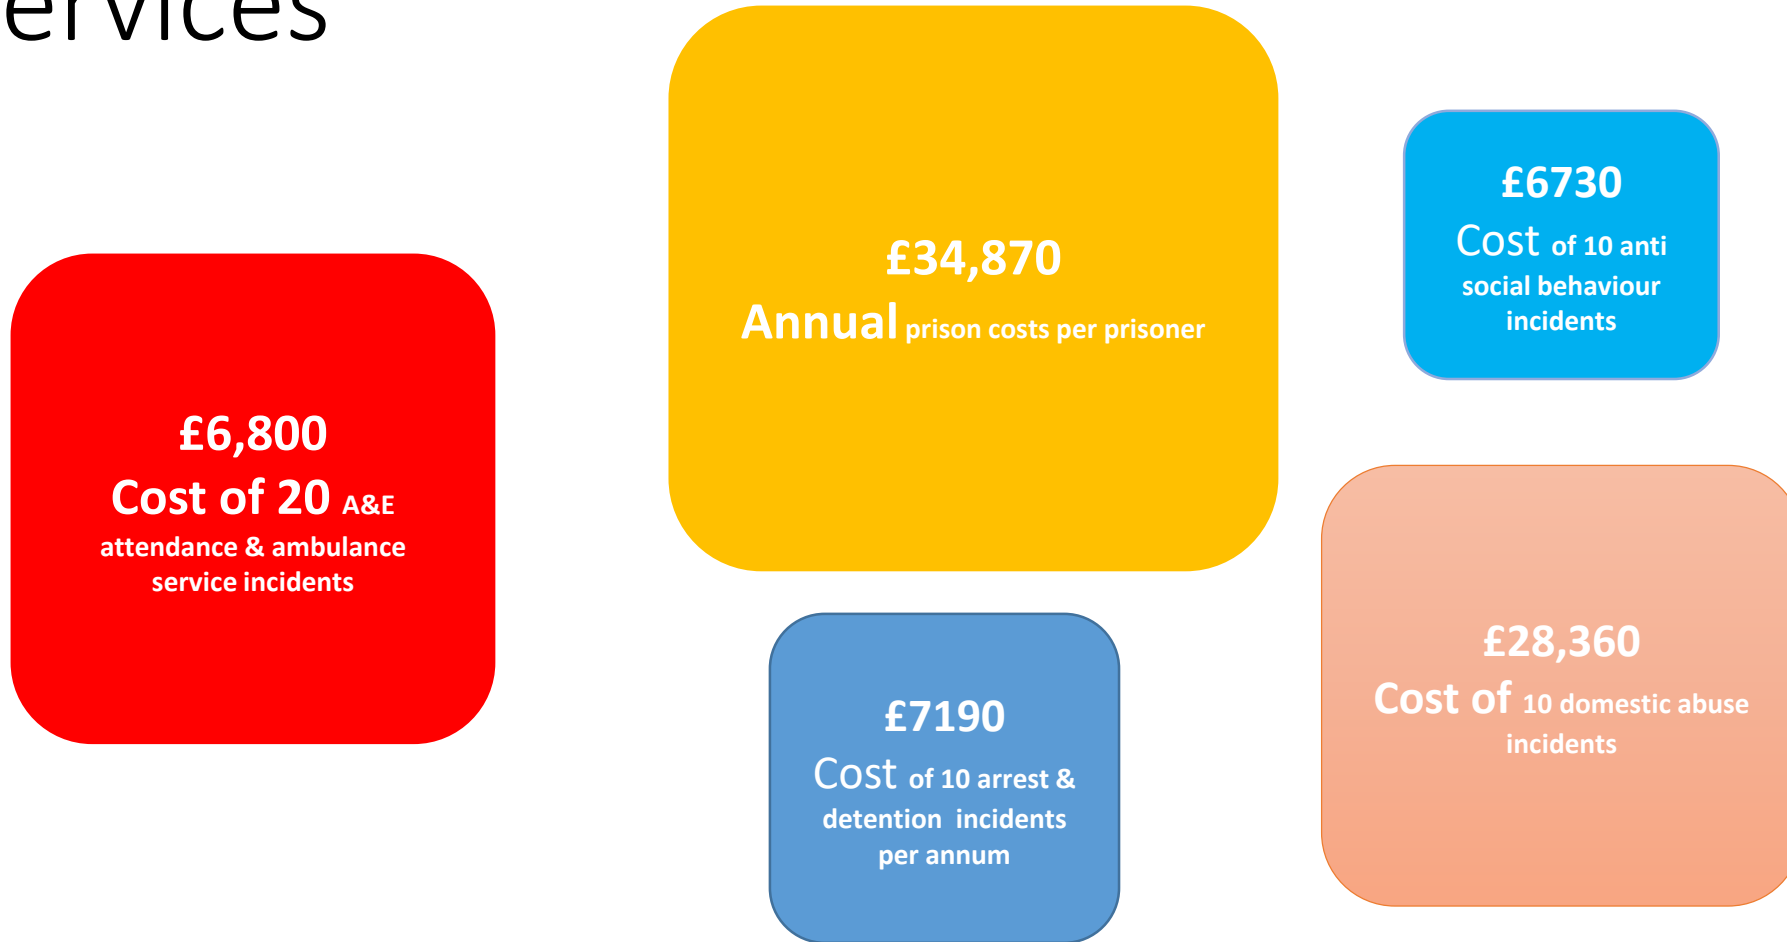 ervices
£34,870
Annual prison costs per prisoner
£6730
Cost of 10 anti
social behaviour
incidents
£6,800
Cost of 20 A&E
attendance & ambulance
service incidents
£7190
Cost of 10 arrest &
detention incidents
per annum
£28,360
Cost of 10 domestic abuse
incidents